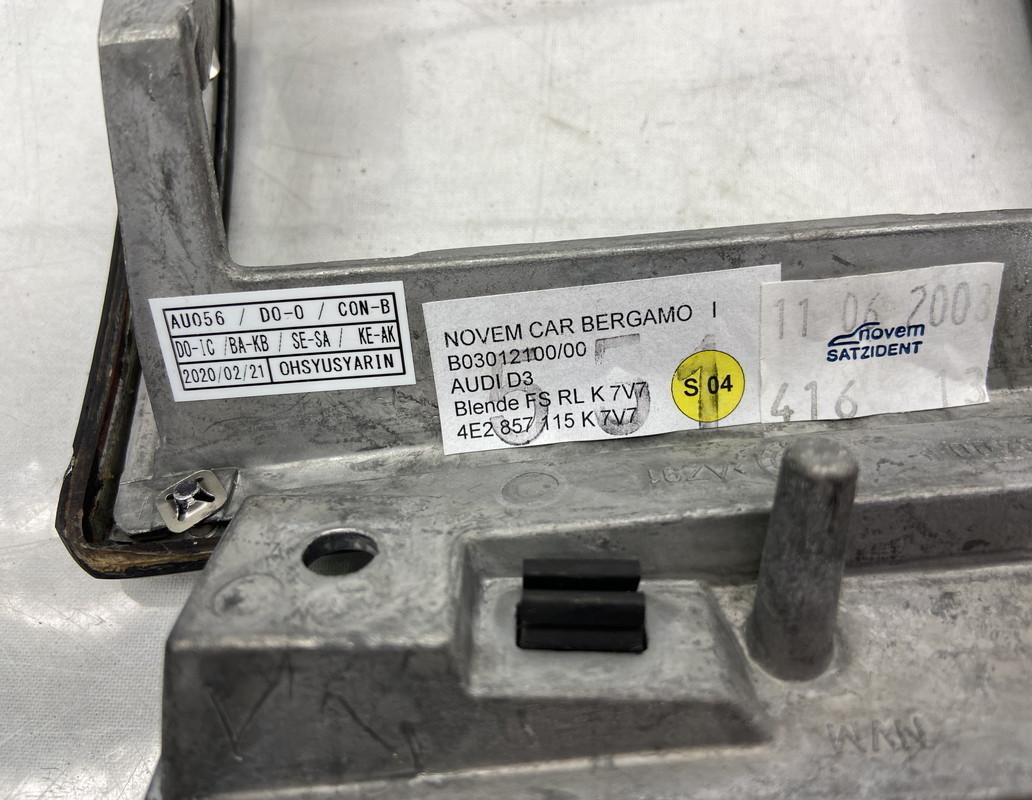 AU056 / DO-O / CON-B
DO-IC /BA-KB / SE-SA / KE-AK
2020/02/21 OHSYUSYARIN
NOVEM CAR BERGAMO I
B03012100/00
AUDI D3
Blende FS RL K 7V7
4E2 857 115 K 7V7
551
S 04
11 06 2003
novem
SATZIDENT
416 13